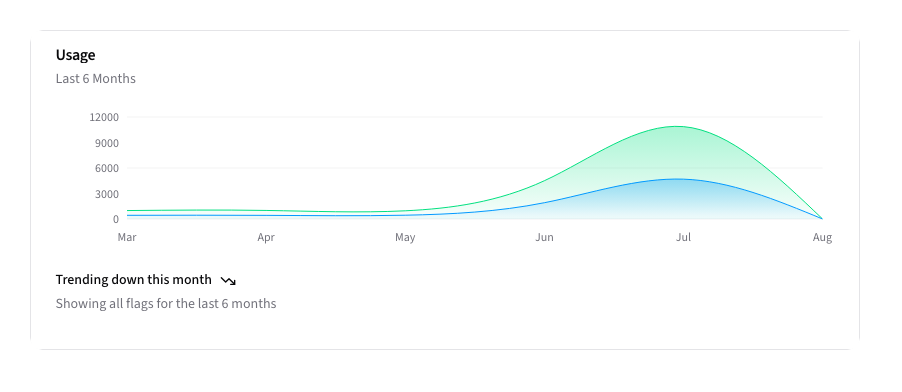 Usage
Last 6 Months
12000
9000
6000
3000
0
Mar Apr May Jun Jul Aug
Trending down this month
Showing all flags for the last 6 months